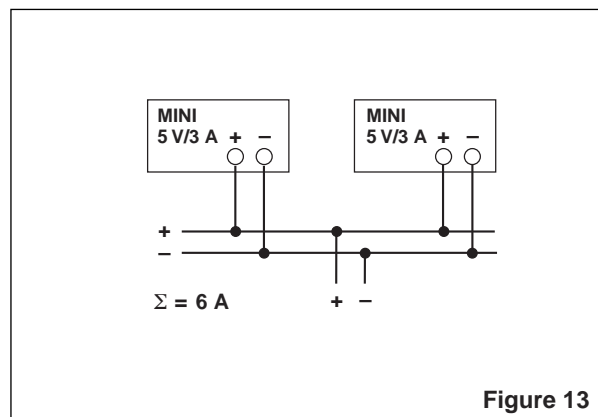 MINI
5 V/3 A + −
MINI
5 V/3 A + −
+
−
Σ = 6 A
+ −
Figure 13